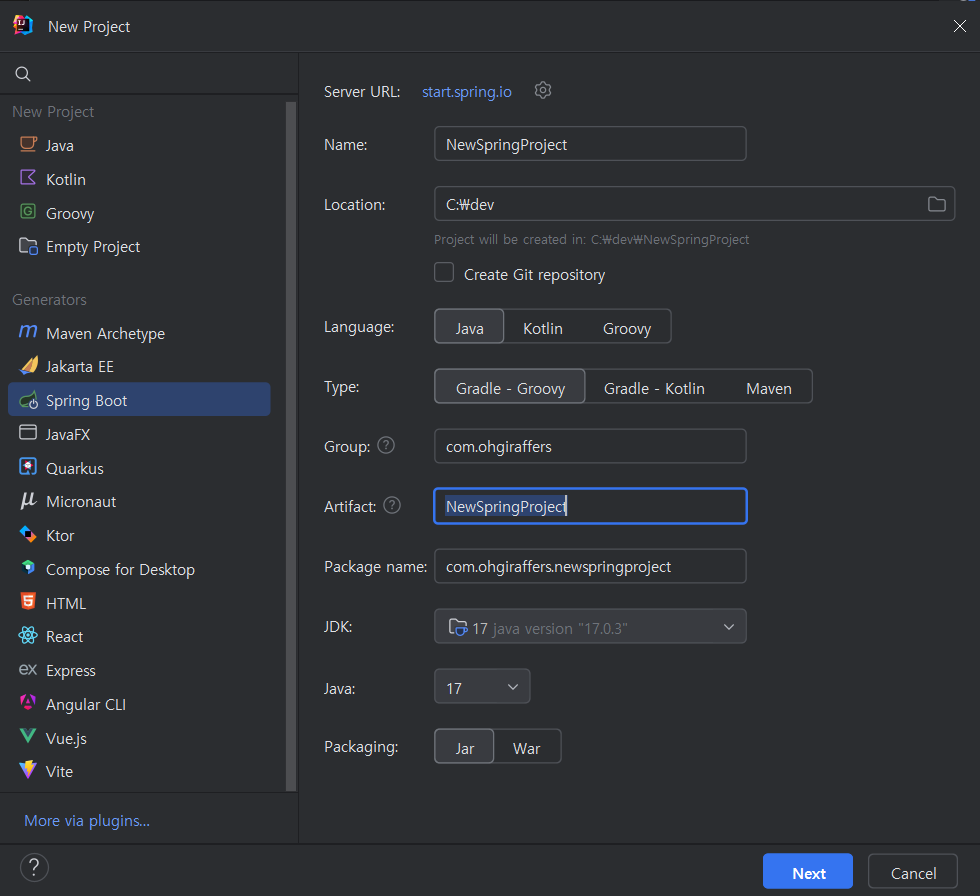 New Project
New Project
Java
Kotlin
Groovy
Empty Project
Generators
Maven Archetype
Jakarta EE
Spring Boot
JavaFX
Quarkus
Micronaut
Ktor
Compose for Desktop
HTML
React
Express
Angular CLI
Vue.js
Vite
More via plugins...
Server URL: start.spring.io
Name: NewSpringProject
Location: C:₩dev
Project will be created in: C:₩dev₩NewSpringProject
Create Git repository
Language: Java Kotlin Groovy
Type: Gradle - Groovy Gradle - Kotlin Maven
Group: ? com.ohgiraffers
Artifact: ? NewSpringProject
Package name: com.ohgiraffers.newspringproject
JDK: 17 java version "17.0.3"
Java: 17
Packaging: Jar War
? Next Cancel